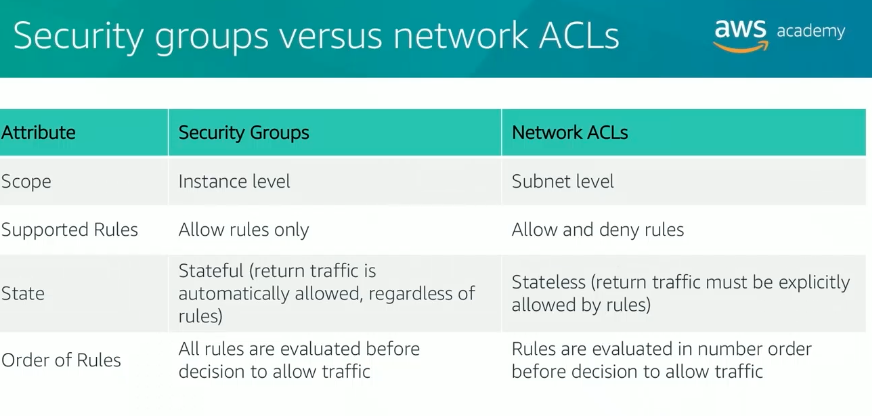 Security groups versus network ACLs
aws academy
Attribute
Security Groups
Network ACLs
Scope
Instance level
Subnet level
Supported Rules
Allow rules only
Allow and deny rules
State
Stateful (return traffic is
automatically allowed, regardless of
rules)
Stateless (return traffic must be explicitly
allowed by rules)
Order of Rules
All rules are evaluated before
decision to allow traffic
Rules are evaluated in number order
before decision to allow traffic